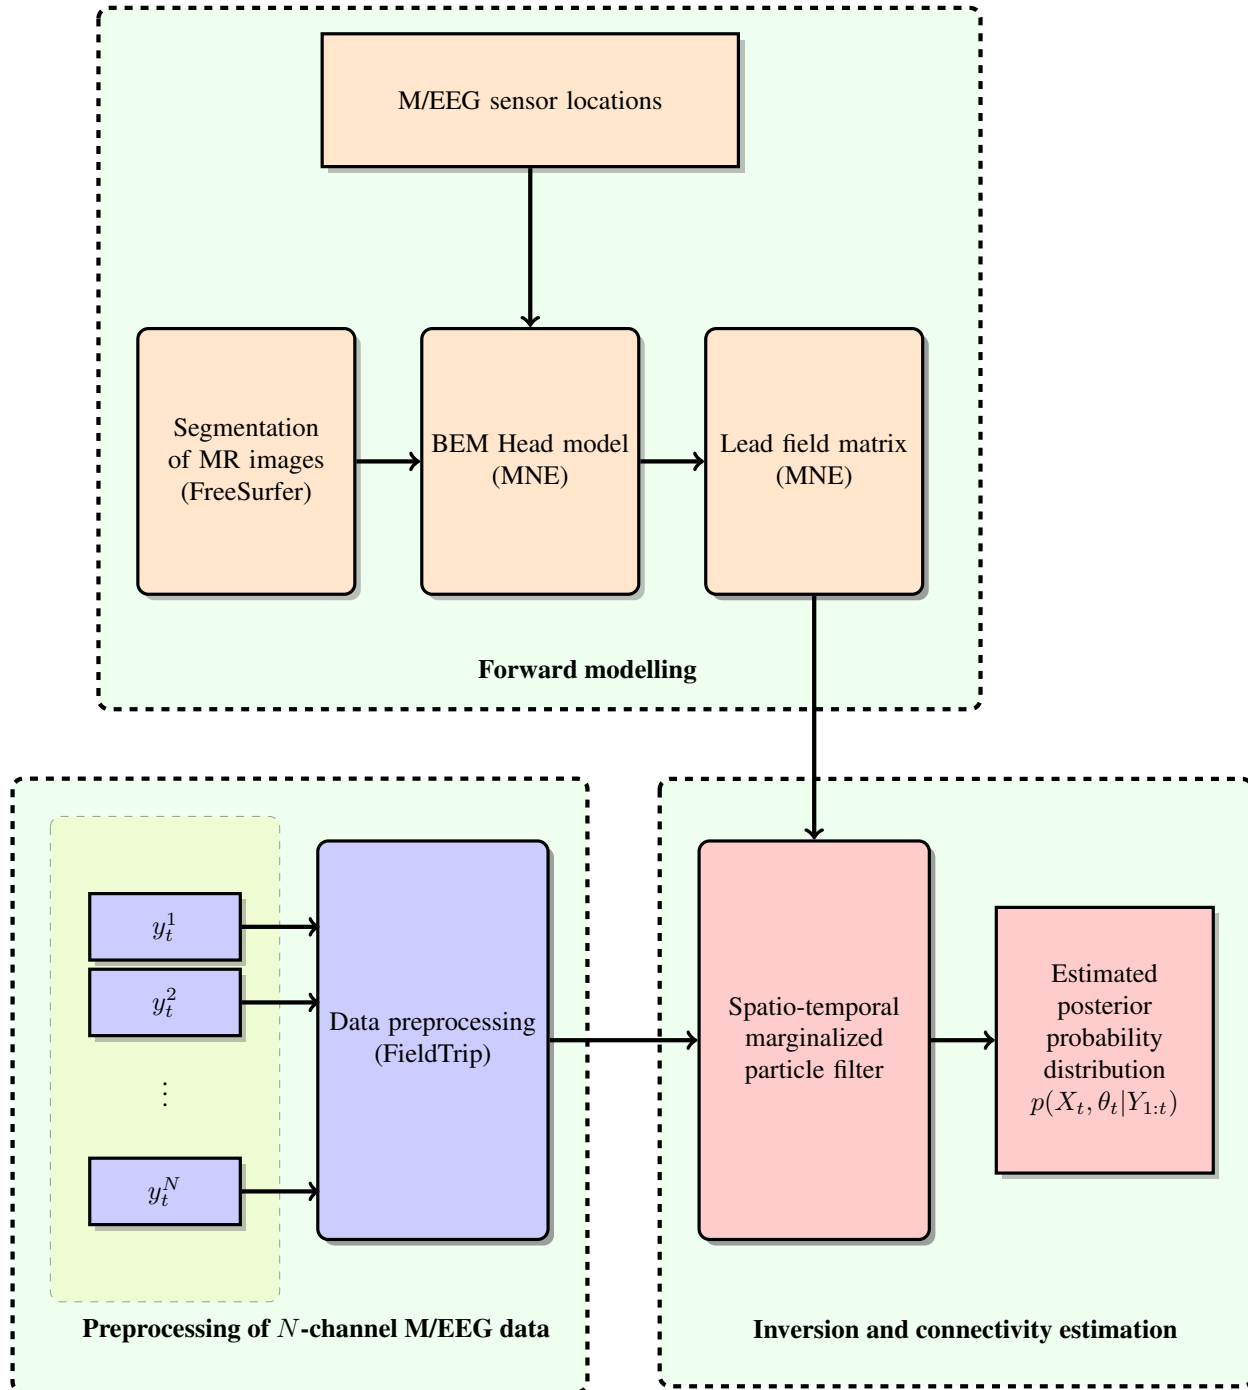 M/EEG sensor locations
Segmentation
of MR images
(FreeSurfer)
BEM Head model
(MNE)
Lead field matrix
(MNE)
Forward modelling
y_t^1
y_t^2
⋮
y_t^N
Data preprocessing
(FieldTrip)
Preprocessing of N-channel M/EEG data
Spatio-temporal
marginalized
particle filter
Estimated
posterior
probability
distribution
p(X_t, θ_t|Y_{1:t})
Inversion and connectivity estimation